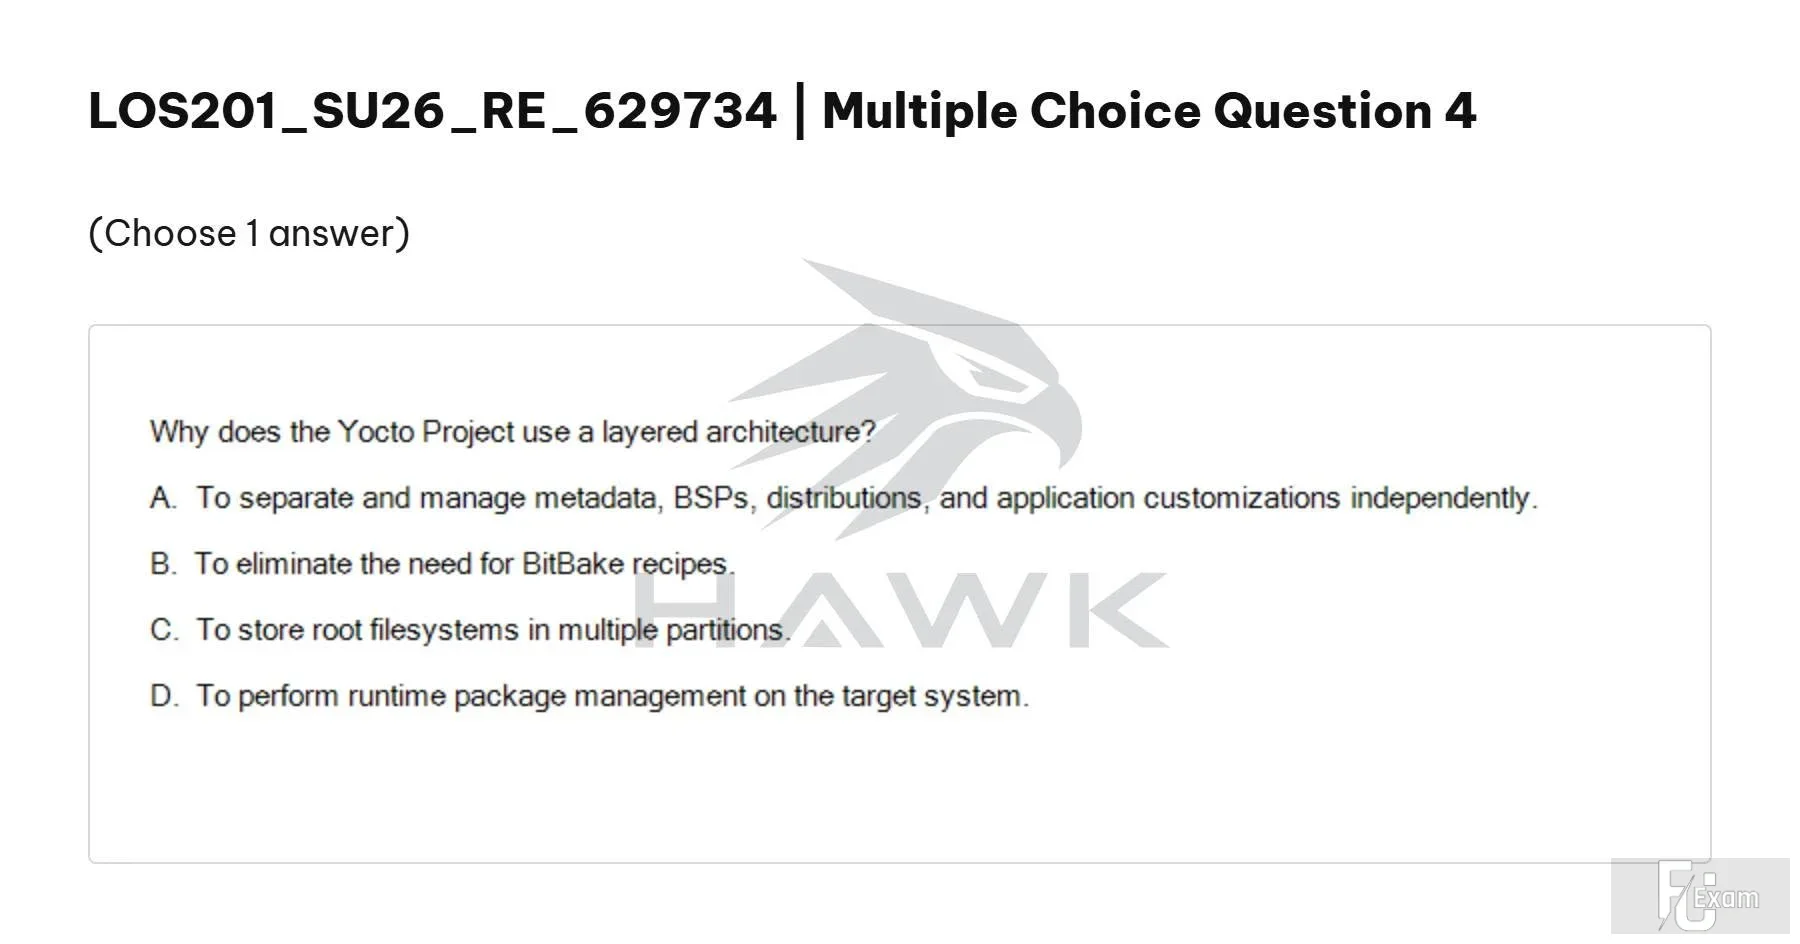 LOS201_SU26_RE_629734 | Multiple Choice Question 4
(Choose 1 answer)
Why does the Yocto Project use a layered architecture?
A. To separate and manage metadata, BSPs, distributions, and application customizations independently.
B. To eliminate the need for BitBake recipes.
C. To store root filesystems in multiple partitions.
D. To perform runtime package management on the target system.
HAWK
FU Exam